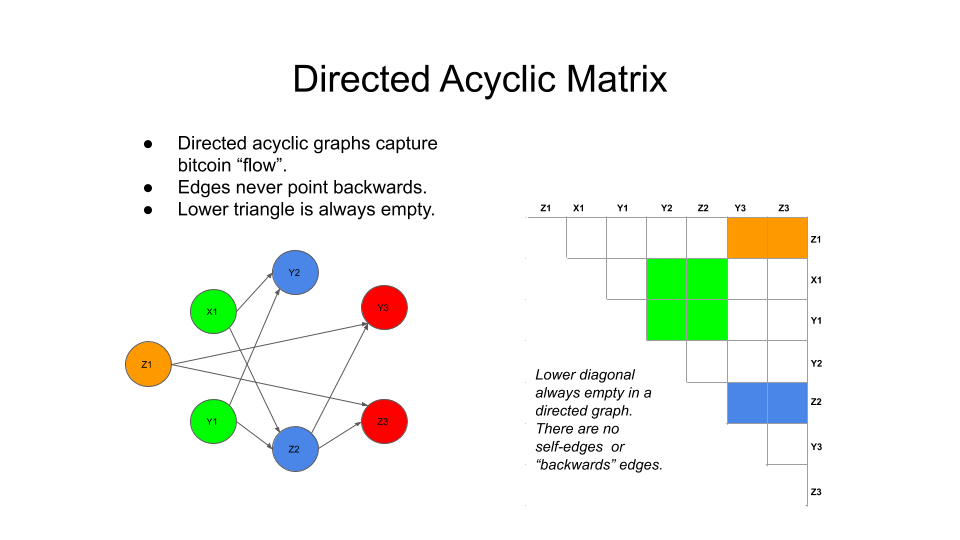 Directed Acyclic Matrix
● Directed acyclic graphs capture
bitcoin “flow”.
● Edges never point backwards.
● Lower triangle is always empty.
Y2
X1
Y3
Z1
Y1
Z3
Z2
Z1 X1 Y1 Y2 Z2 Y3 Z3
Z1
X1
Y1
Y2
Z2
Y3
Z3
Lower diagonal
always empty in a
directed graph.
There are no
self-edges or
“backwards” edges.